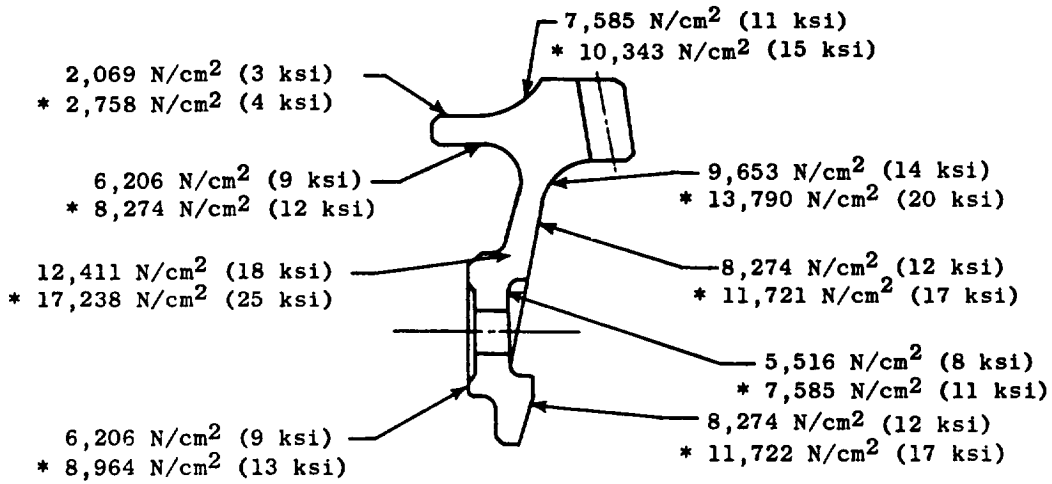 7,585 N/cm² (11 ksi)
* 10,343 N/cm² (15 ksi)
2,069 N/cm² (3 ksi)
* 2,758 N/cm² (4 ksi)
6,206 N/cm² (9 ksi)
* 8,274 N/cm² (12 ksi)
9,653 N/cm² (14 ksi)
* 13,790 N/cm² (20 ksi)
12,411 N/cm² (18 ksi)
* 17,238 N/cm² (25 ksi)
8,274 N/cm² (12 ksi)
* 11,721 N/cm² (17 ksi)
5,516 N/cm² (8 ksi)
* 7,585 N/cm² (11 ksi)
8,274 N/cm² (12 ksi)
* 11,722 N/cm² (17 ksi)
6,206 N/cm² (9 ksi)
* 8,964 N/cm² (13 ksi)